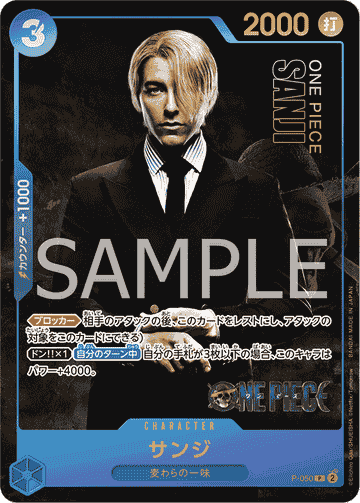 3
2000
打
ONE PIECE
SANJI
カウンター +1000
SAMPLE
ブロッカー 相手のアタックの後、このカードをレストにし、アタックの
対象をこのカードにできる)
ドン!!×1 自分のターン中 自分の手札が3枚以下の場合、このキャラは
パワー+4000。
ONE PIECE
CHARACTER
サンジ
麦わらの一味
P-050 P 2